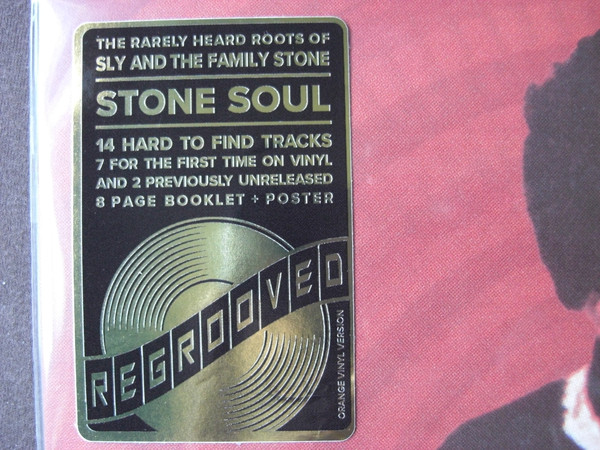 THE RARELY HEARD ROOTS OF
SLY AND THE FAMILY STONE
STONE SOUL
14 HARD TO FIND TRACKS
7 FOR THE FIRST TIME ON VINYL
AND 2 PREVIOUSLY UNRELEASED
8 PAGE BOOKLET + POSTER
REGROOVED
ORANGE VINYL VERSION